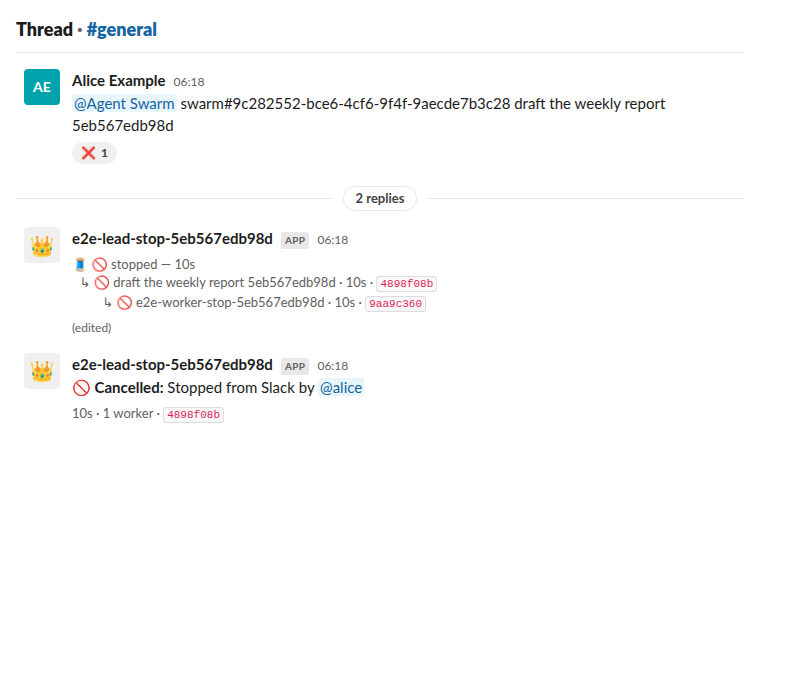 Thread • #general
AE
Alice Example 06:18
@Agent Swarm swarm#9c282552-bce6-4cf6-9f4f-9aecde7b3c28 draft the weekly report
5eb567edb98d
❌ 1
2 replies
e2e-lead-stop-5eb567edb98d APP 06:18
🧵 🚫 stopped — 10s
↳ 🚫 draft the weekly report 5eb567edb98d · 10s · 4898f08b
↳ 🚫 e2e-worker-stop-5eb567edb98d · 10s · 9aa9c360
(edited)
e2e-lead-stop-5eb567edb98d APP 06:18
🚫 Cancelled: Stopped from Slack by @alice
10s · 1 worker · 4898f08b